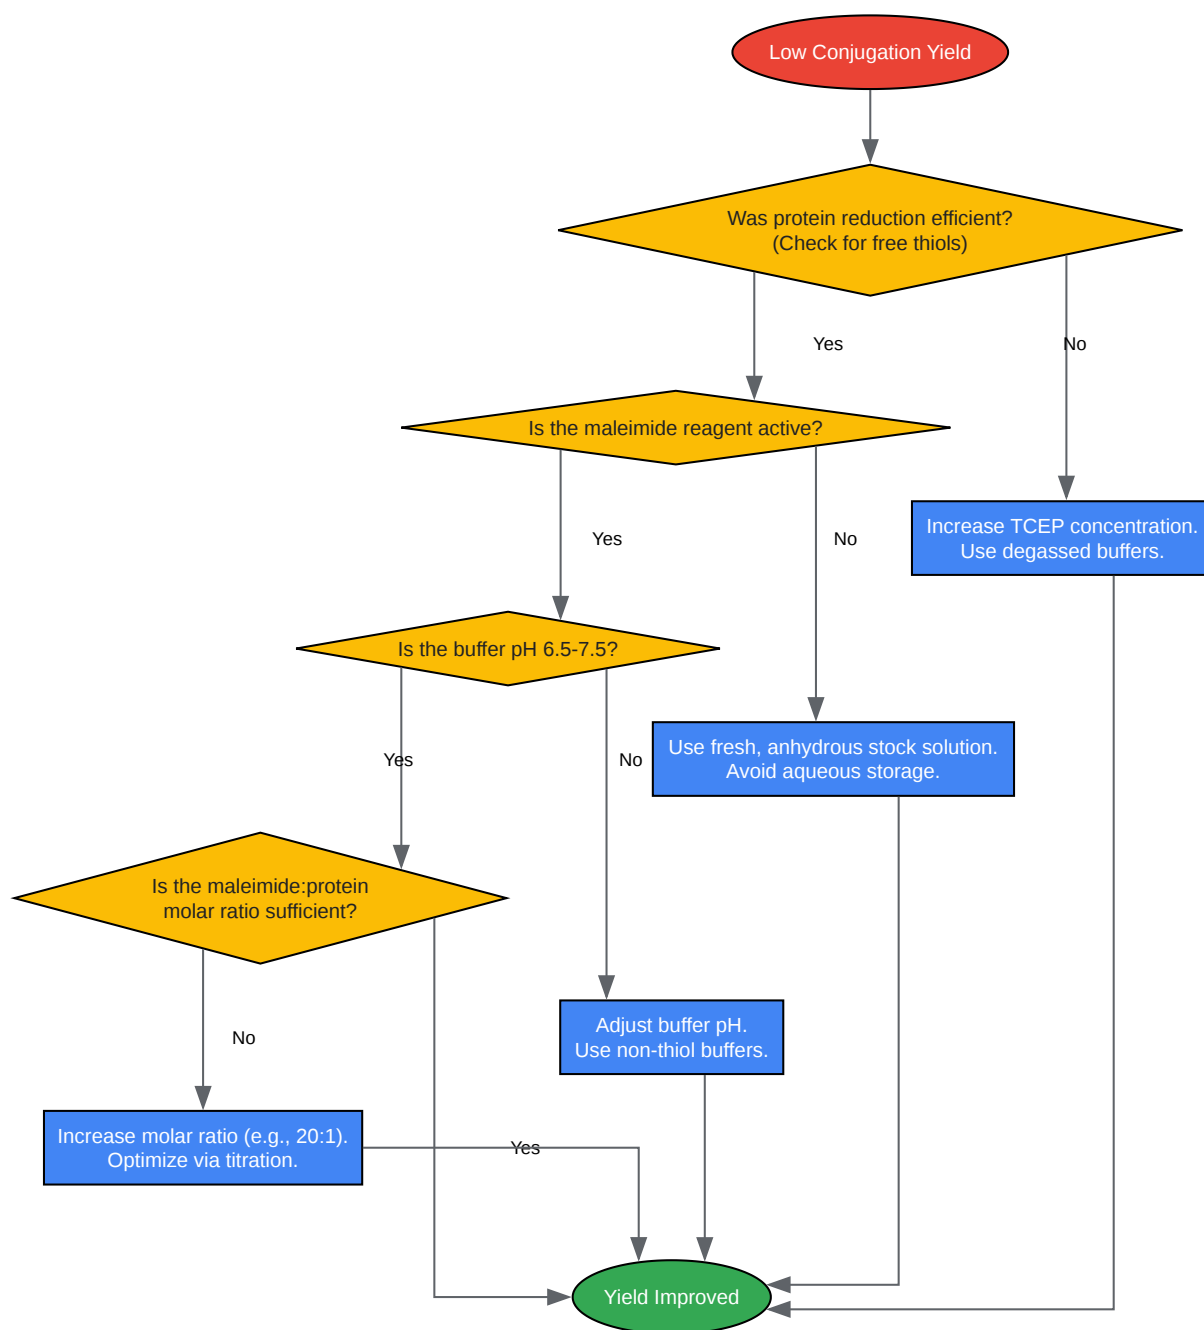 Low Conjugation Yield
Was protein reduction efficient?
(Check for free thiols)
Yes
No
Is the maleimide reagent active?
Increase TCEP concentration.
Use degassed buffers.
Yes
No
Is the buffer pH 6.5-7.5?
Use fresh, anhydrous stock solution.
Avoid aqueous storage.
Yes
No
Is the maleimide:protein
molar ratio sufficient?
Adjust buffer pH.
Use non-thiol buffers.
No
Increase molar ratio (e.g., 20:1).
Optimize via titration.
Yes
Yield Improved